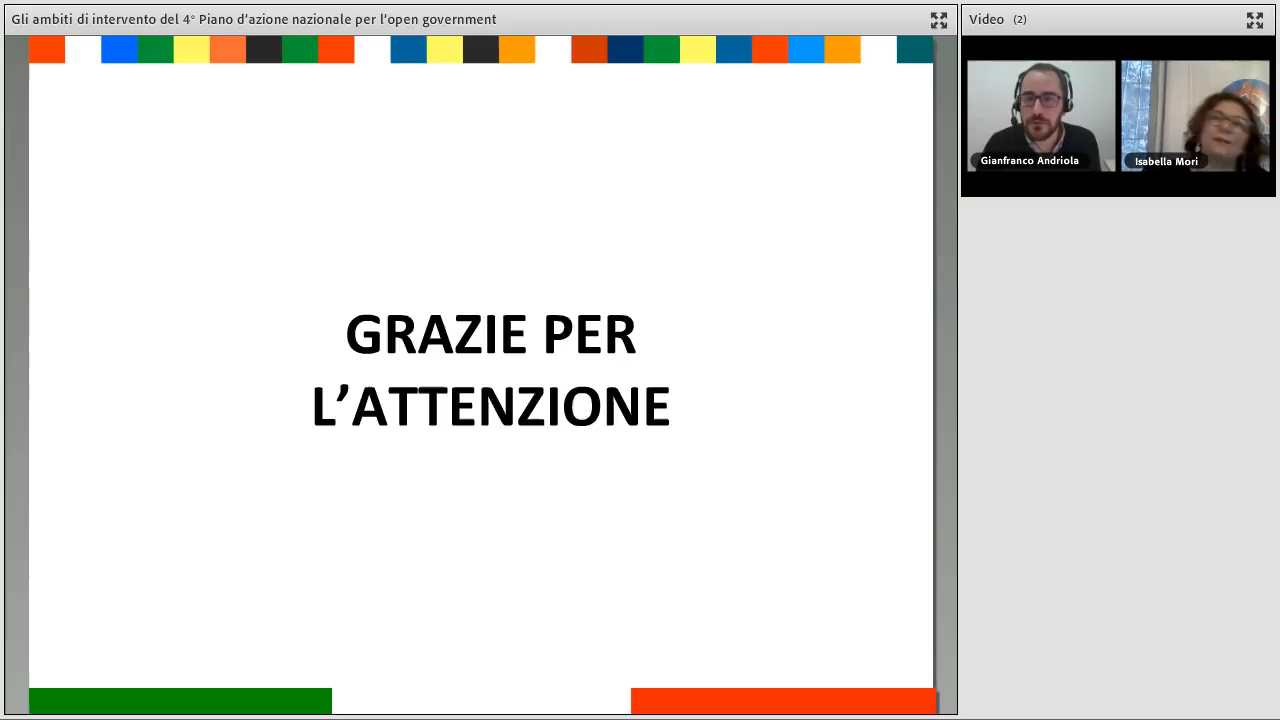 Gli ambiti di intervento del 4° Piano d’azione nazionale per l’open government
Video (2)
Gianfranco Andriola
Isabella Mori
GRAZIE PER
L’ATTENZIONE